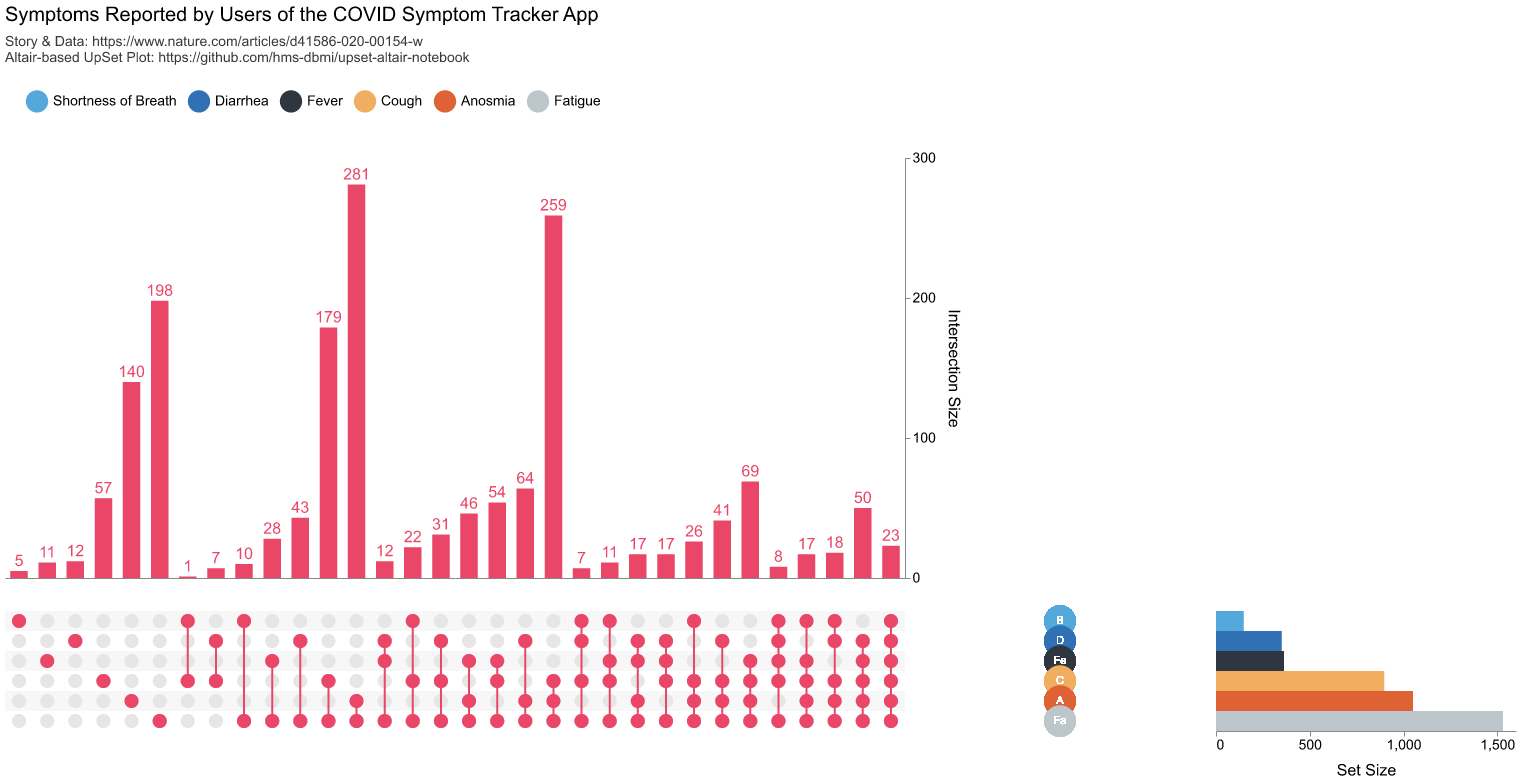 Symptoms Reported by Users of the COVID Symptom Tracker App
Story & Data: https://www.nature.com/articles/d41586-020-00154-w
Altair-based UpSet Plot: https://github.com/hms-dbmi/upset-altair-notebook
Shortness of Breath Diarrhea Fever Cough Anosmia Fatigue
300
281
259
200
198
179
Intersection Size
140
100
69
64
57
54
50
46
43
41
31
28
26
23
22
5 11 12 1 7 10 12 7 11 17 17 8 17 18
0
B
D
Fe
C
A
Fa
0 500 1,000 1,500
Set Size